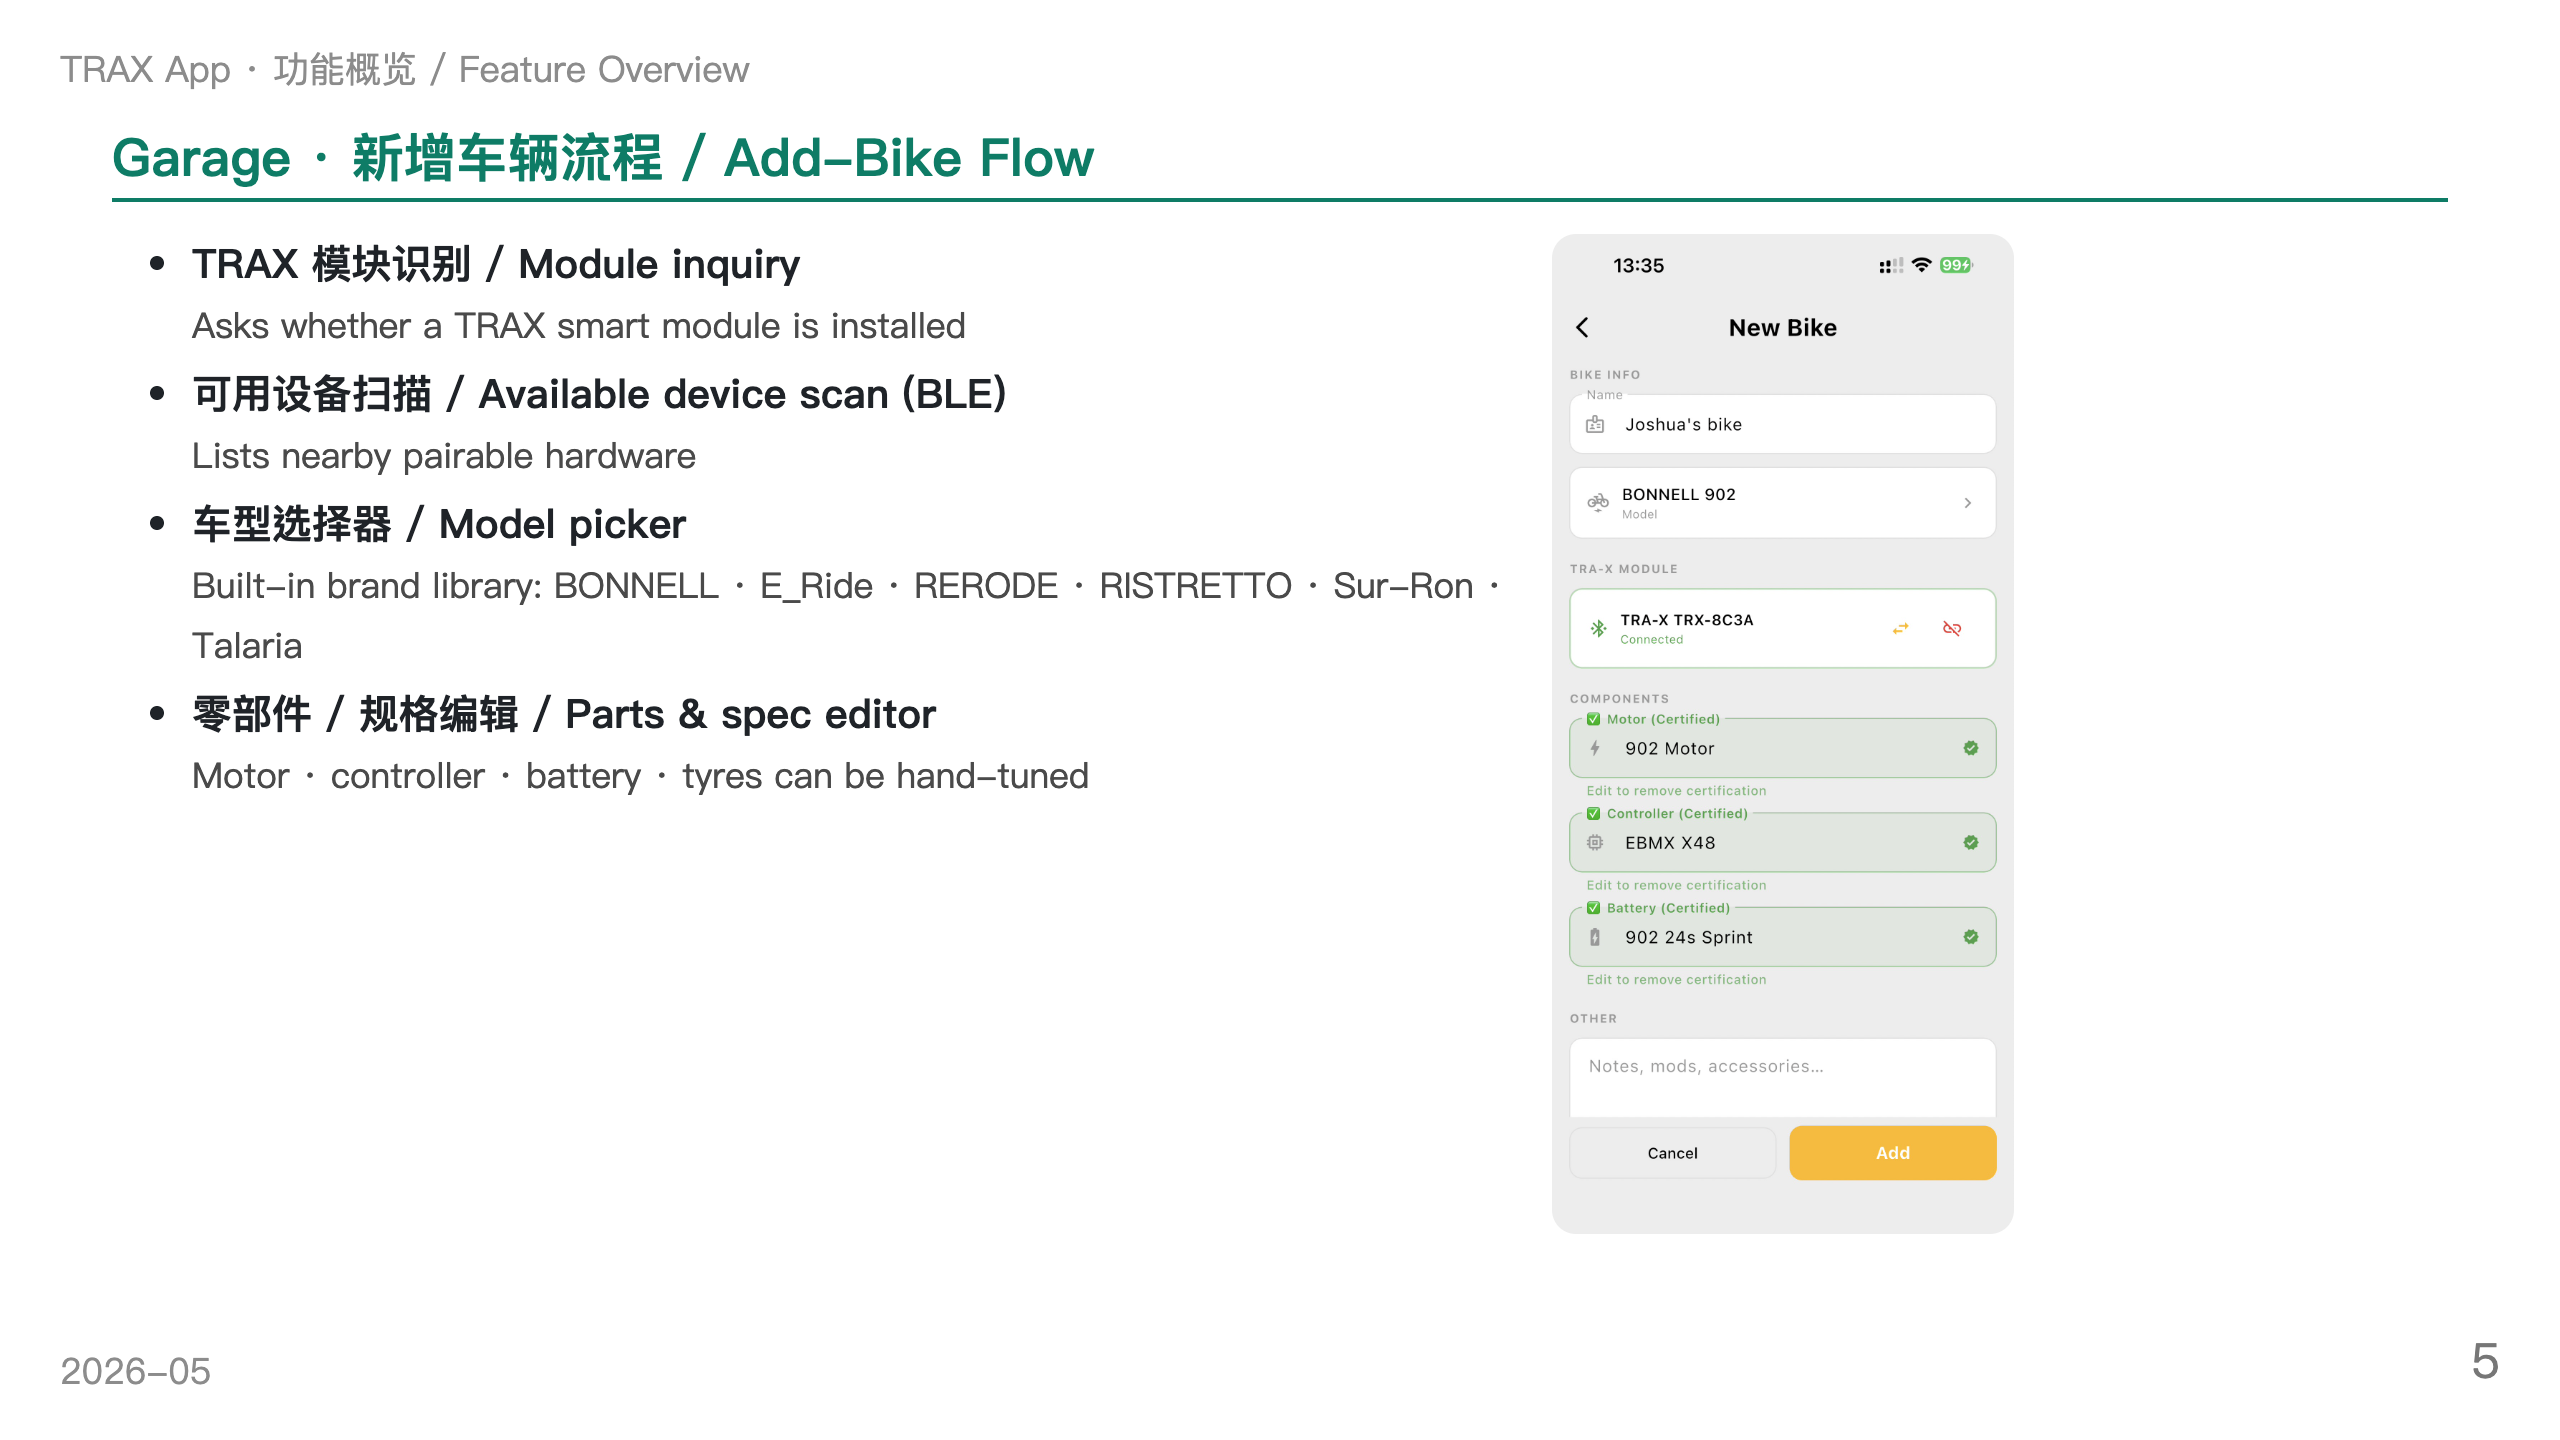 TRAX App · 功能概览 / Feature Overview
Garage · 新增车辆流程 / Add-Bike Flow
• TRAX 模块识别 / Module inquiry
Asks whether a TRAX smart module is installed
• 可用设备扫描 / Available device scan (BLE)
Lists nearby pairable hardware
• 车型选择器 / Model picker
Built-in brand library: BONNELL · E_Ride · RERODE · RISTRETTO · Sur-Ron ·
Talaria
• 零部件 / 规格编辑 / Parts & spec editor
Motor · controller · battery · tyres can be hand-tuned
13:35
99
New Bike
BIKE INFO
Name
Joshua's bike
BONNELL 902
Model
TRA-X MODULE
TRA-X TRX-8C3A
Connected
COMPONENTS
✅ Motor (Certified)
902 Motor
Edit to remove certification
✅ Controller (Certified)
EBMX X48
Edit to remove certification
✅ Battery (Certified)
902 24s Sprint
Edit to remove certification
OTHER
Notes, mods, accessories...
Cancel
Add
2026-05
5